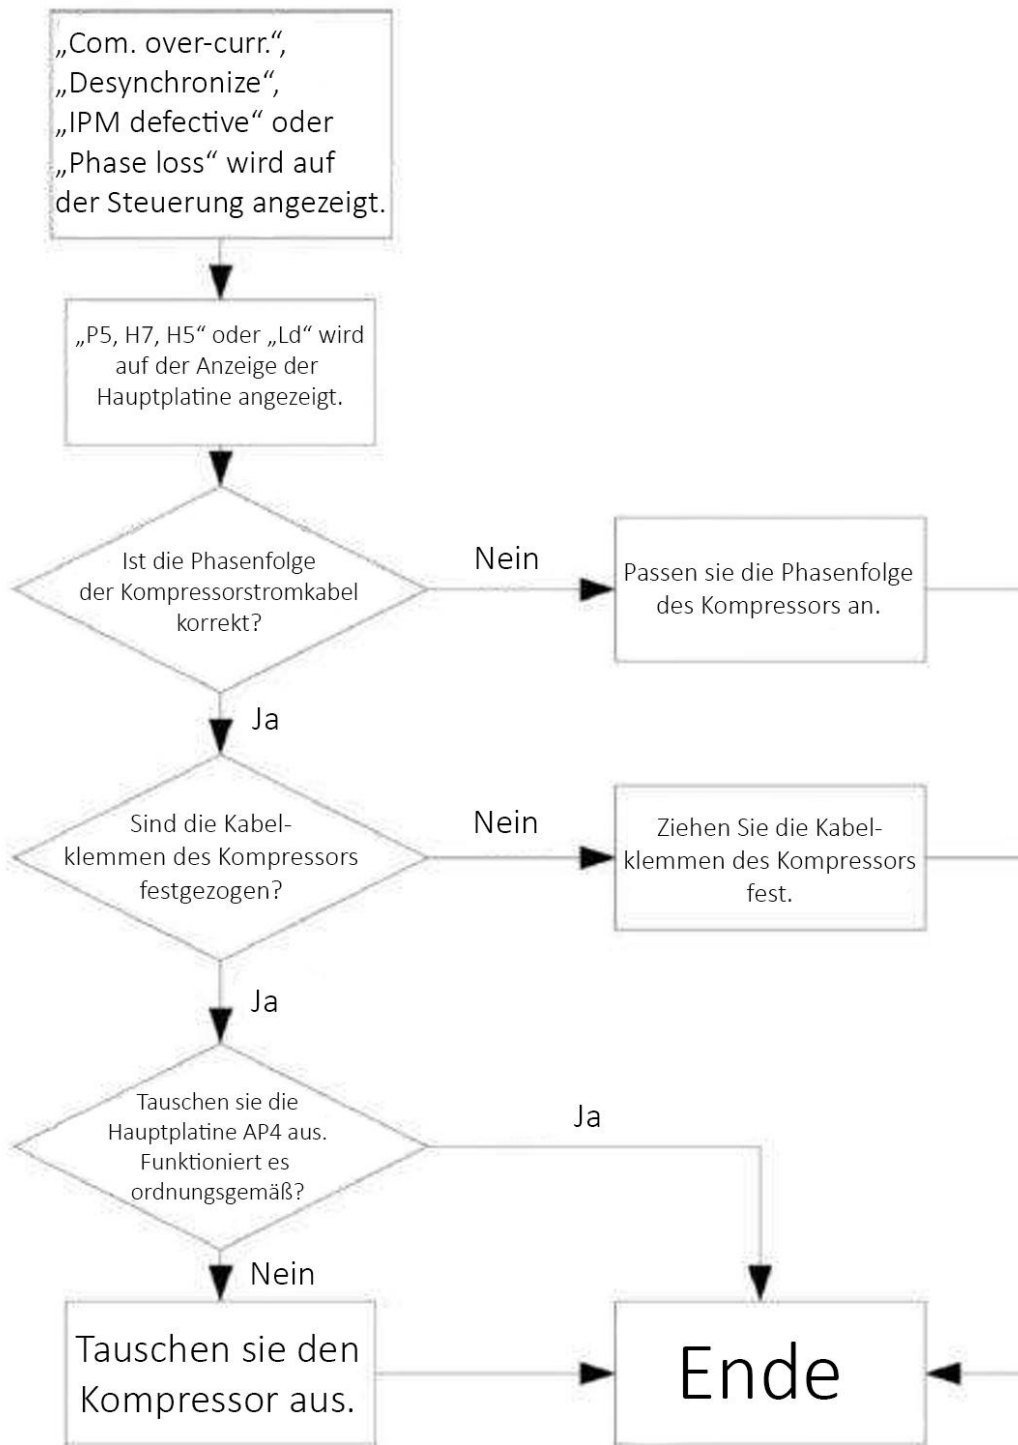 „Com. over-curr.“,
„Desynchronize“,
„IPM defective“ oder
„Phase loss“ wird auf
der Steuerung angezeigt.
„P5, H7, H5“ oder „Ld“ wird
auf der Anzeige der
Hauptplatine angezeigt.
Ist die Phasenfolge
der Kompressorstromkabel
korrekt?
Nein
Passen sie die Phasenfolge
des Kompressors an.
Ja
Sind die Kabel-
klemmen des Kompressors
festgezogen?
Nein
Ziehen Sie die Kabel-
klemmen des Kompressors
fest.
Ja
Tauschen sie die
Hauptplatine AP4 aus.
Funktioniert es
ordnungsgemäß?
Ja
Nein
Tauschen sie den
Kompressor aus.
Ende